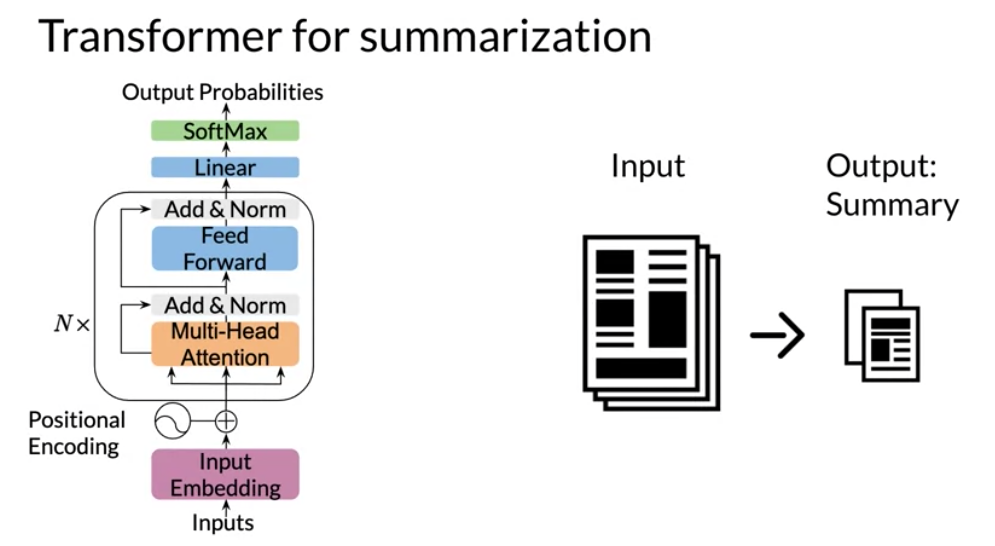 Transformer for summarization
Output Probabilities
SoftMax
Linear
Add & Norm
Feed
Forward
Add & Norm
Multi-Head
Attention
N×
Positional
Encoding
Input
Embedding
Inputs
Input
Output:
Summary